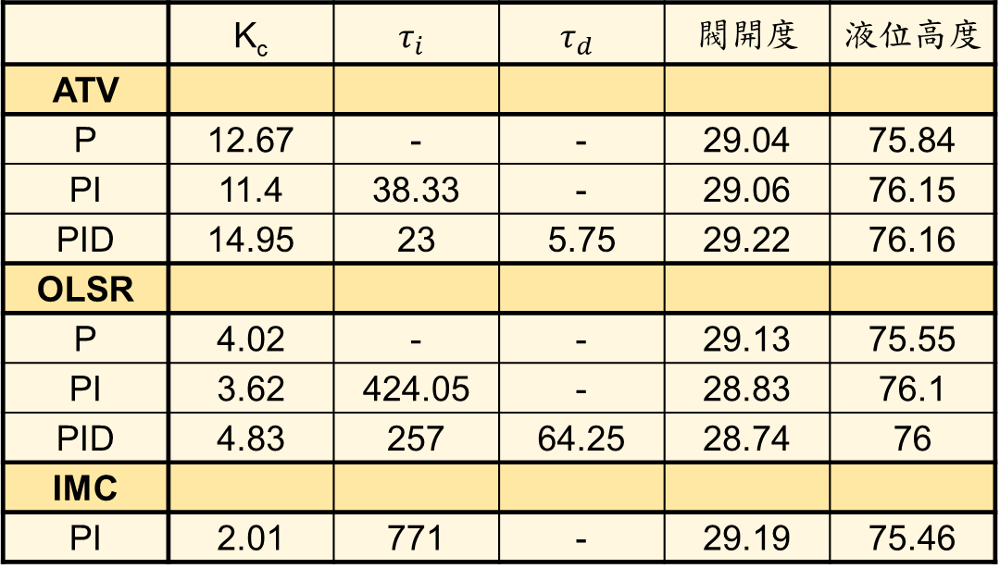 Kc τi τd 閥開度 液位高度
ATV
P 12.67 - - 29.04 75.84
PI 11.4 38.33 - 29.06 76.15
PID 14.95 23 5.75 29.22 76.16
OLSR
P 4.02 - - 29.13 75.55
PI 3.62 424.05 - 28.83 76.1
PID 4.83 257 64.25 28.74 76
IMC
PI 2.01 771 - 29.19 75.46